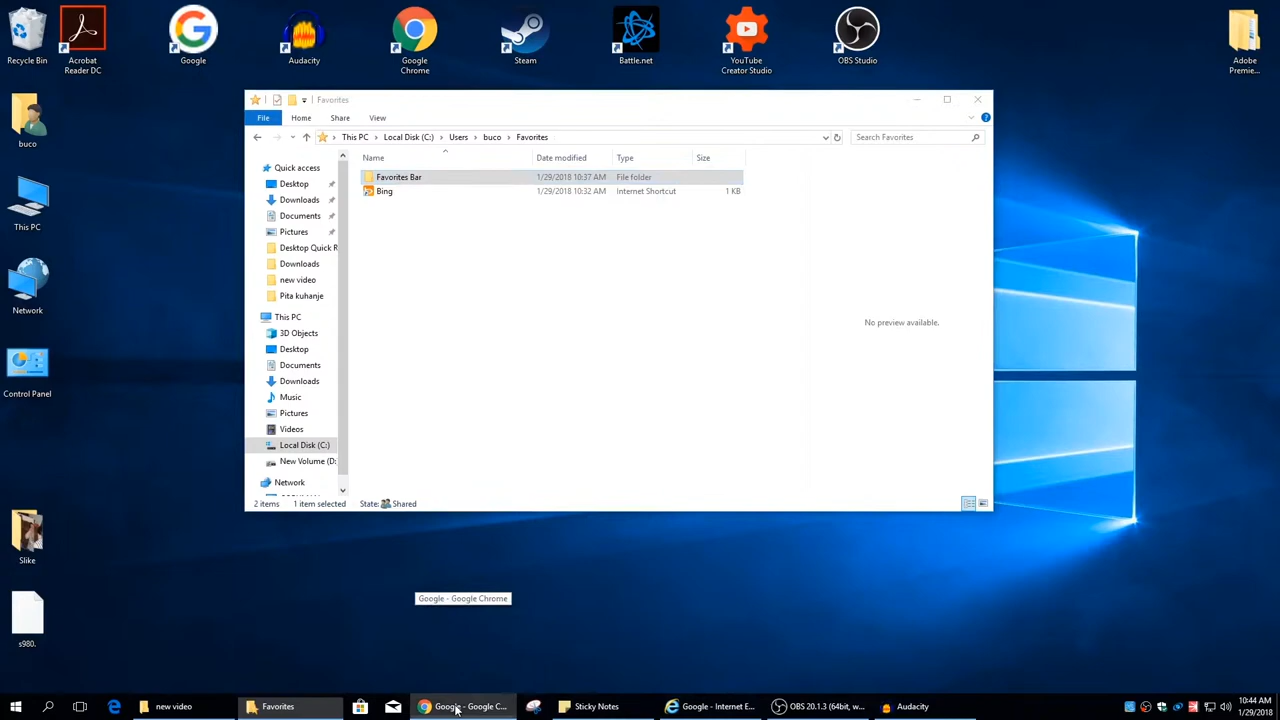 Recycle Bin
Acrobat
Reader DC
Google
Audacity
Google
Chrome
Steam
Battle.net
YouTube
Creator Studio
OBS Studio
Adobe
Premie...
buco
This PC
Network
Control Panel
Slike
s980.
Favorites
File Home Share View
This PC Local Disk (C:) Users buco Favorites
Search Favorites
Name Date modified Type Size
Favorites Bar 1/29/2018 10:37 AM File folder
Bing 1/29/2018 10:32 AM Internet Shortcut 1 KB
Quick access
Desktop
Downloads
Documents
Pictures
Desktop Quick R
Downloads
new video
Pita kuhanje
This PC
3D Objects
Desktop
Documents
Downloads
Music
Pictures
Videos
Local Disk (C:)
New Volume (D:
Network
No preview available.
2 items 1 item selected State: Shared
Google - Google Chrome
new video
Favorites
Google - Google C...
Sticky Notes
Google - Internet E...
OBS 20.1.3 (64bit, w...
Audacity
10:44 AM
1/29/2018